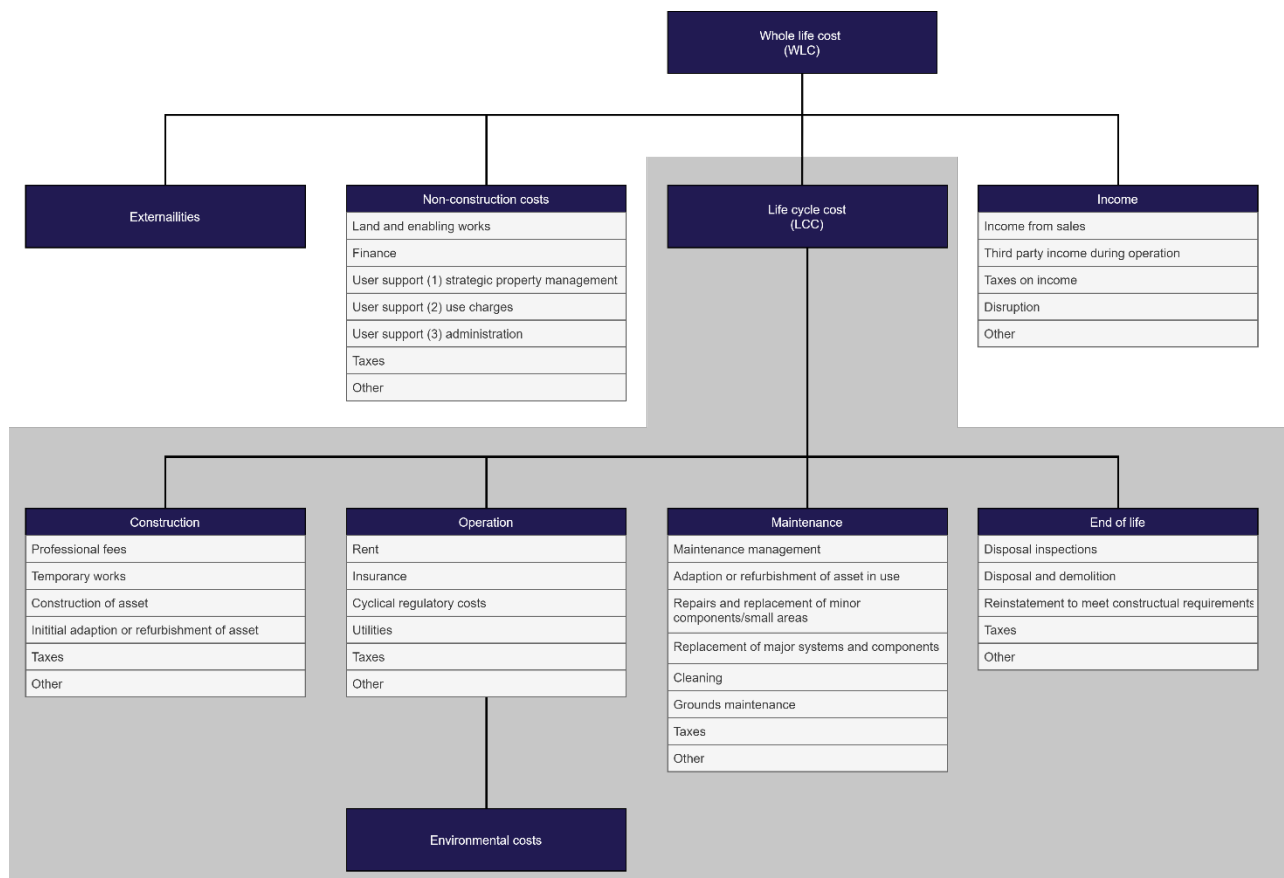 Whole life cost
(WLC)
Externailities
Non-construction costs
Land and enabling works
Finance
User support (1) strategic property management
User support (2) use charges
User support (3) administration
Taxes
Other
Life cycle cost
(LCC)
Income
Income from sales
Third party income during operation
Taxes on income
Disruption
Other
Construction
Professional fees
Temporary works
Construction of asset
Inititial adaption or refurbishment of asset
Taxes
Other
Operation
Rent
Insurance
Cyclical regulatory costs
Utilities
Taxes
Other
Maintenance
Maintenance management
Adaption or refurbishment of asset in use
Repairs and replacement of minor
components/small areas
Replacement of major systems and components
Cleaning
Grounds maintenance
Taxes
Other
End of life
Disposal inspections
Disposal and demolition
Reinstatement to meet constructual requirements
Taxes
Other
Environmental costs